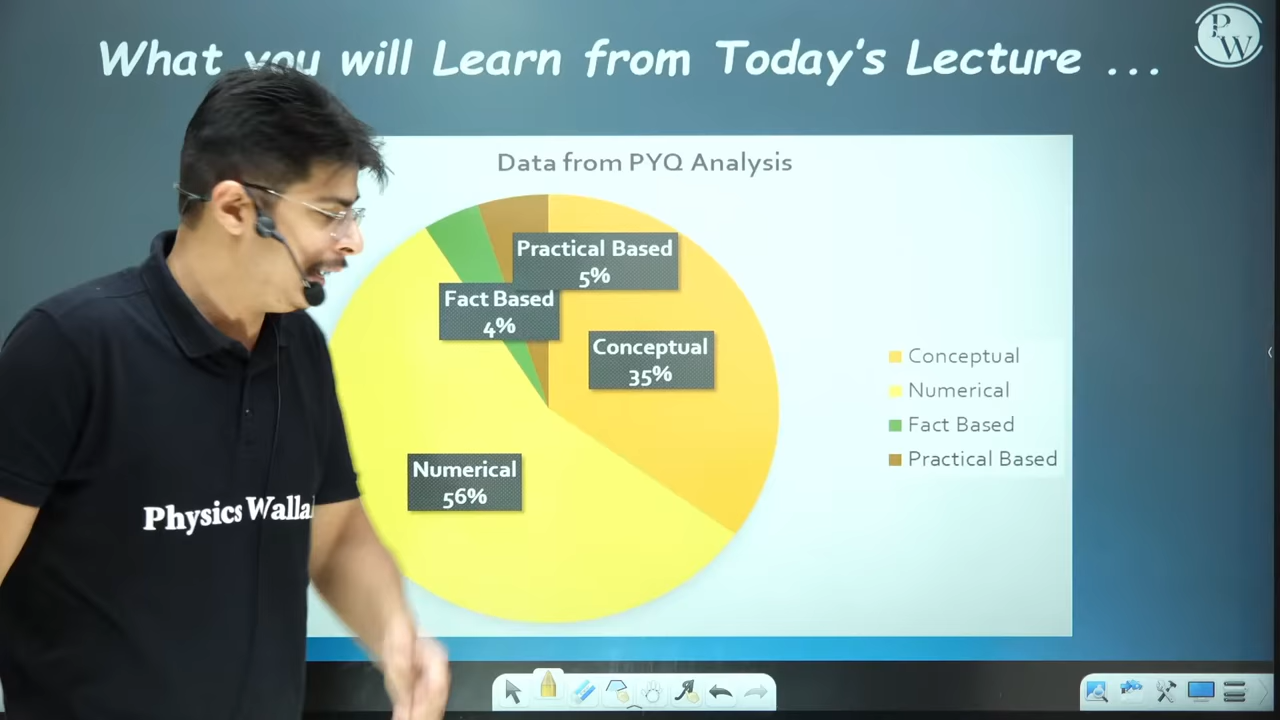 What you will Learn from Today's Lecture ...
P
W
Data from PYQ Analysis
Practical Based
5%
Fact Based
4%
Conceptual
35%
Numerical
56%
Conceptual
Numerical
Fact Based
Practical Based
Physics Walla